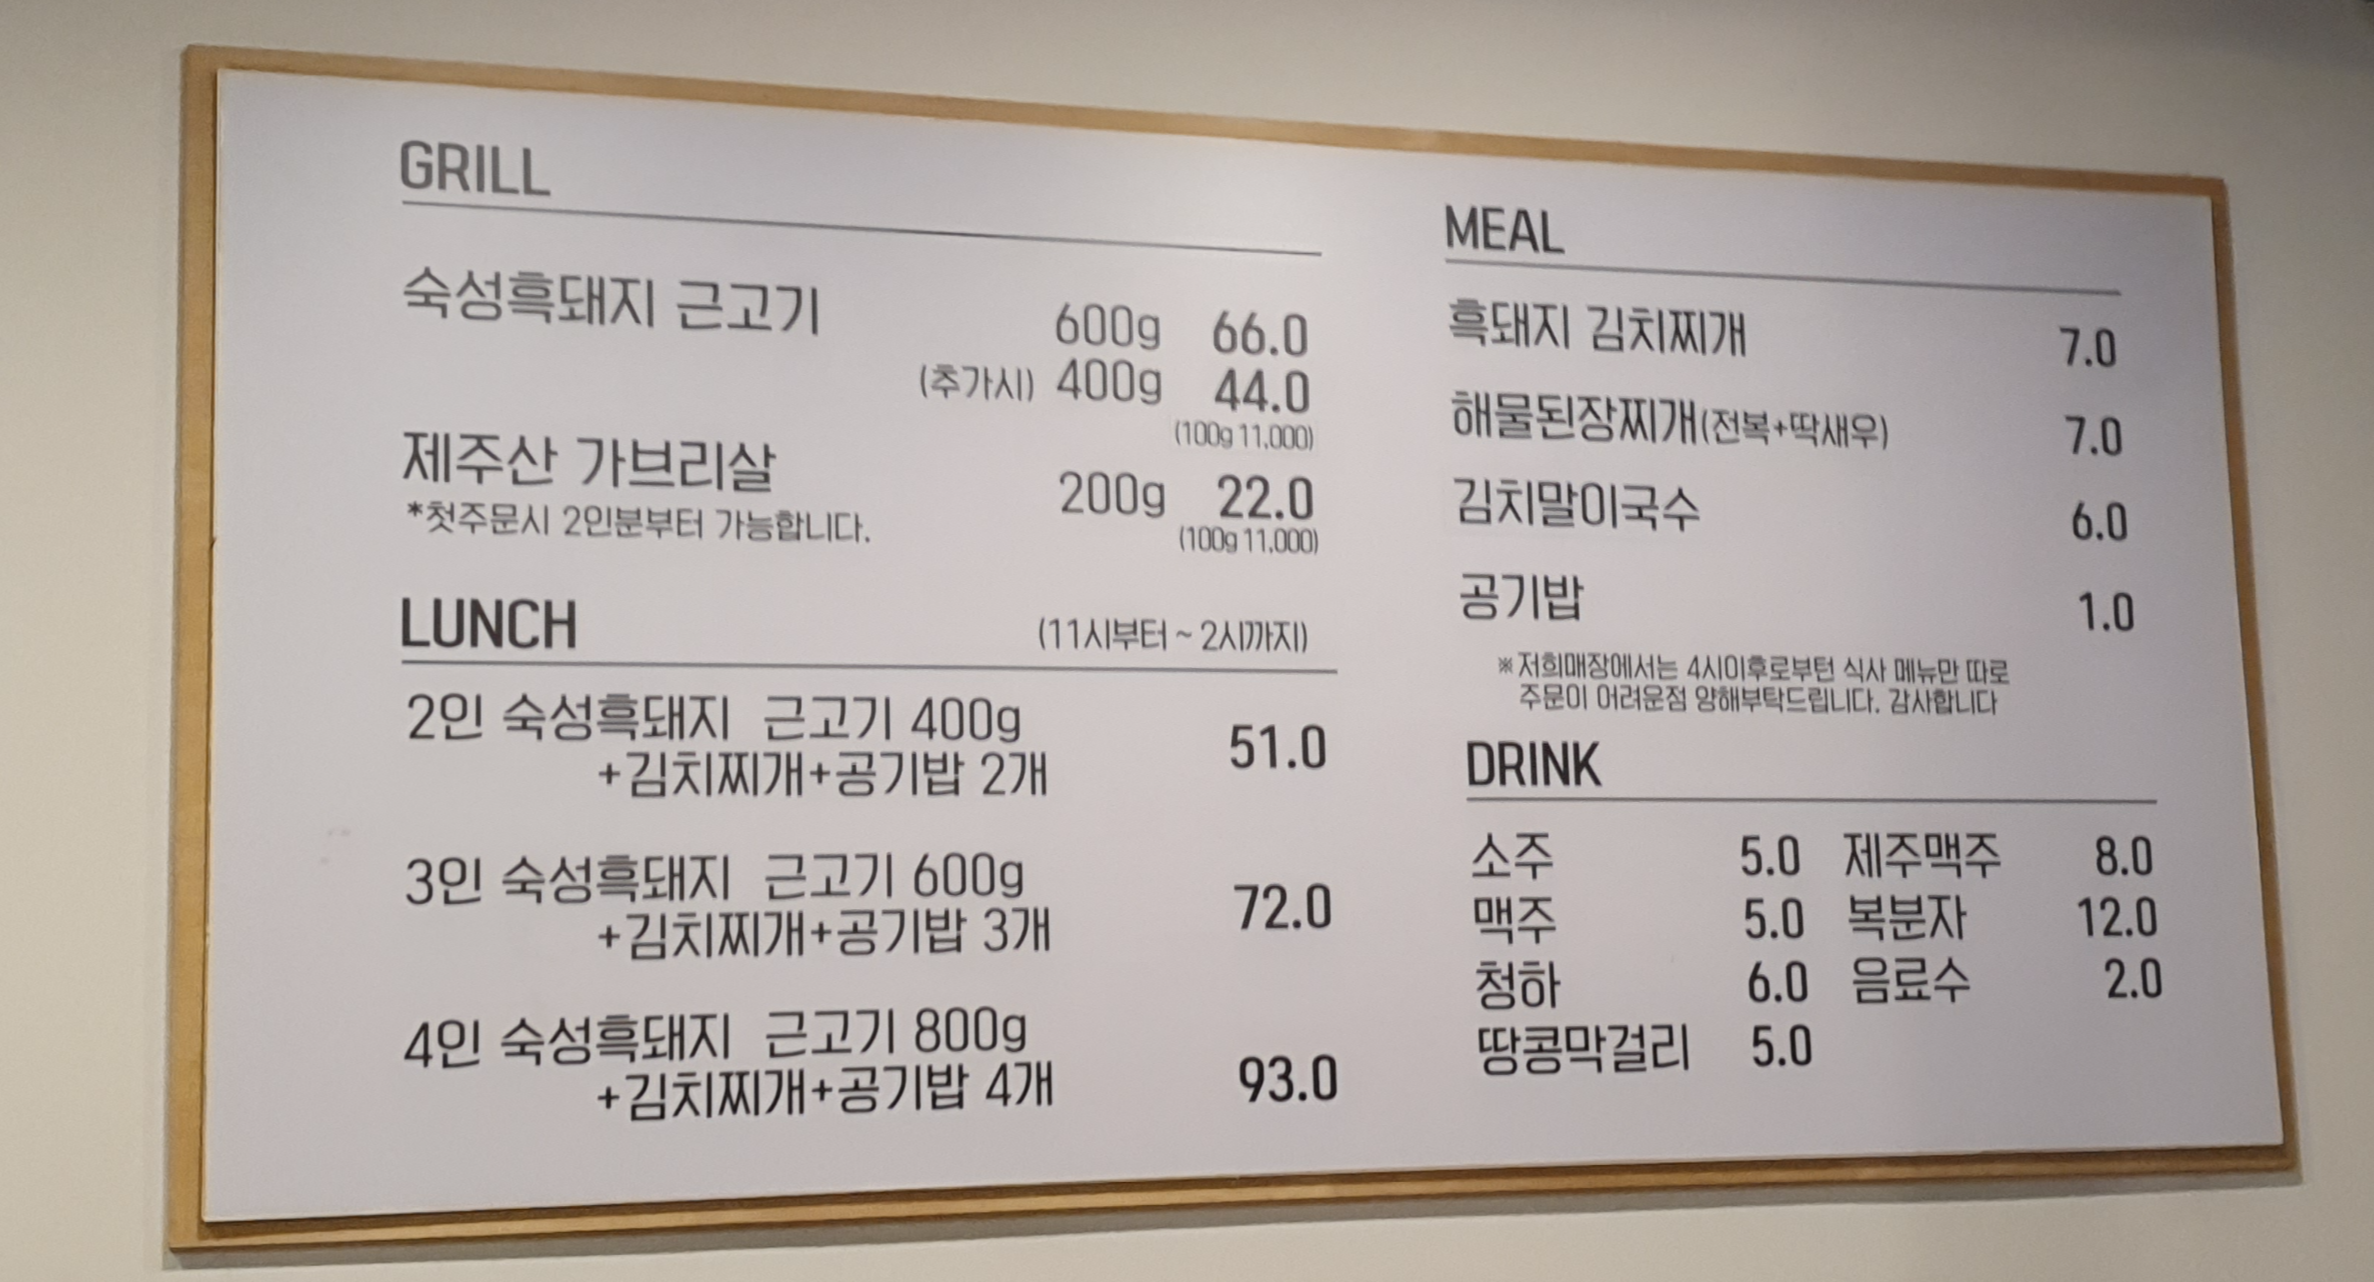 GRILL
숙성흑돼지 근고기 600g 66.0
(추가시) 400g 44.0
(100g 11,000)
제주산 가브리살 200g 22.0
*첫주문시 2인분부터 가능합니다.
(100g 11,000)
LUNCH (11시부터 ~ 2시까지)
2인 숙성흑돼지 근고기 400g
+김치찌개+공기밥 2개 51.0
3인 숙성흑돼지 근고기 600g
+김치찌개+공기밥 3개 72.0
4인 숙성흑돼지 근고기 800g
+김치찌개+공기밥 4개 93.0
MEAL
흑돼지 김치찌개 7.0
해물된장찌개(전복+딱새우) 7.0
김치말이국수 6.0
공기밥 1.0
※저희매장에서는 4시이후로부턴 식사 메뉴만 따로
주문이 어려운점 양해부탁드립니다. 감사합니다
DRINK
소주 5.0 제주맥주 8.0
맥주 5.0 복분자 12.0
청하 6.0 음료수 2.0
땅콩막걸리 5.0